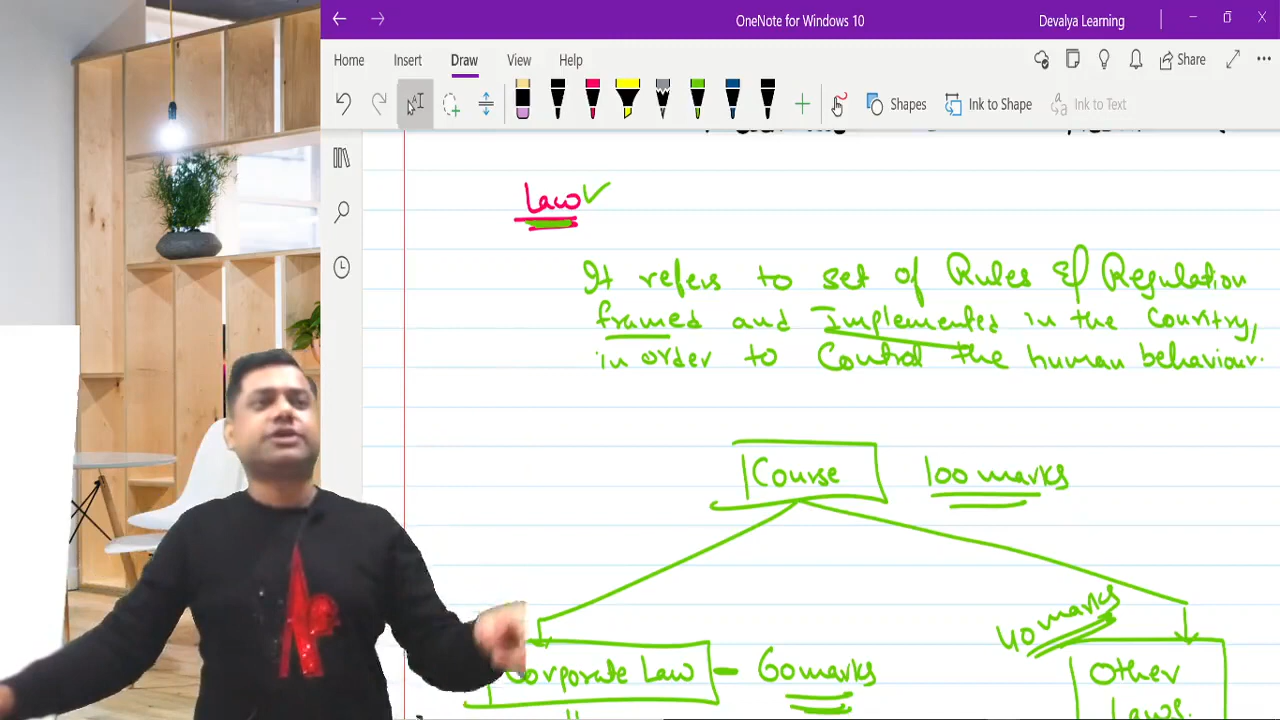 OneNote for Windows 10
Devalya Learning
Home Insert Draw View Help
Share
Shapes Ink to Shape Ink to Text
Law
It refers to set of Rules & Regulation
framed and implemented in the country,
in order to Control the human behaviour.
Course 100 marks
40 marks
Corporate Law - 60 marks
Other
Laws.